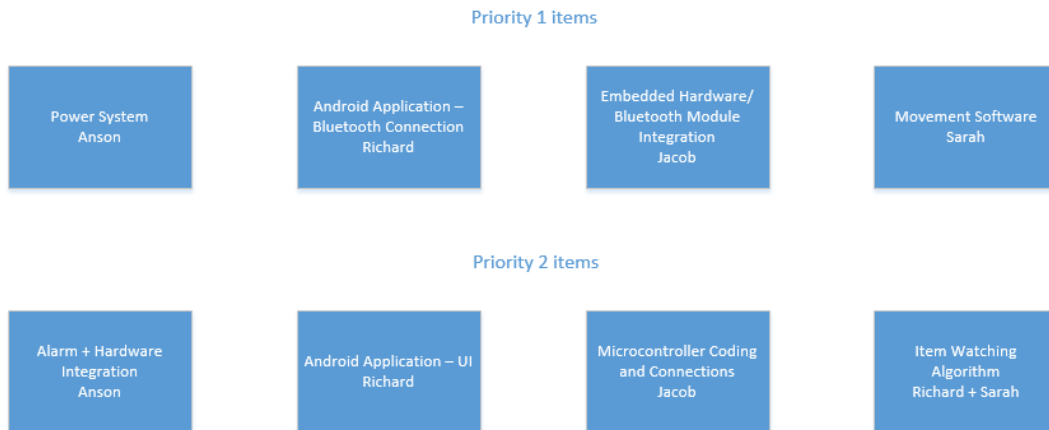 Priority 1 items
Power System
Anson
Android Application –
Bluetooth Connection
Richard
Embedded Hardware/
Bluetooth Module
Integration
Jacob
Movement Software
Sarah
Priority 2 items
Alarm + Hardware
Integration
Anson
Android Application – UI
Richard
Microcontroller Coding
and Connections
Jacob
Item Watching
Algorithm
Richard + Sarah